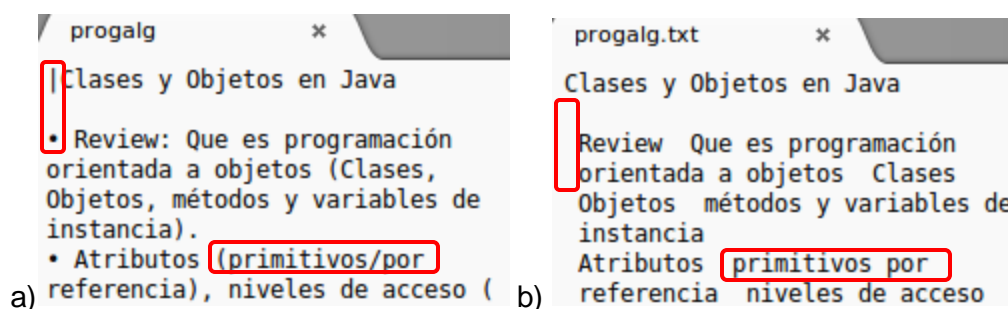 progalg ×
|Clases y Objetos en Java
• Review: Que es programación
orientada a objetos (Clases,
Objetos, métodos y variables de
instancia).
• Atributos (primitivos/por
referencia), niveles de acceso (
a)
progalg.txt ×
Clases y Objetos en Java
Review Que es programación
orientada a objetos Clases
Objetos métodos y variables de
instancia
Atributos primitivos por
referencia niveles de acceso
b)